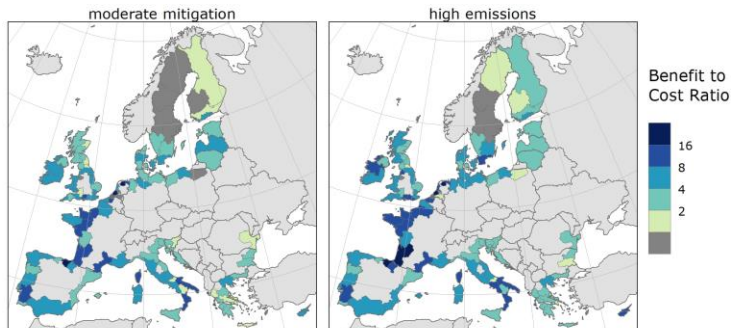 moderate mitigation
high emissions
Benefit to
Cost Ratio
16
8
4
2